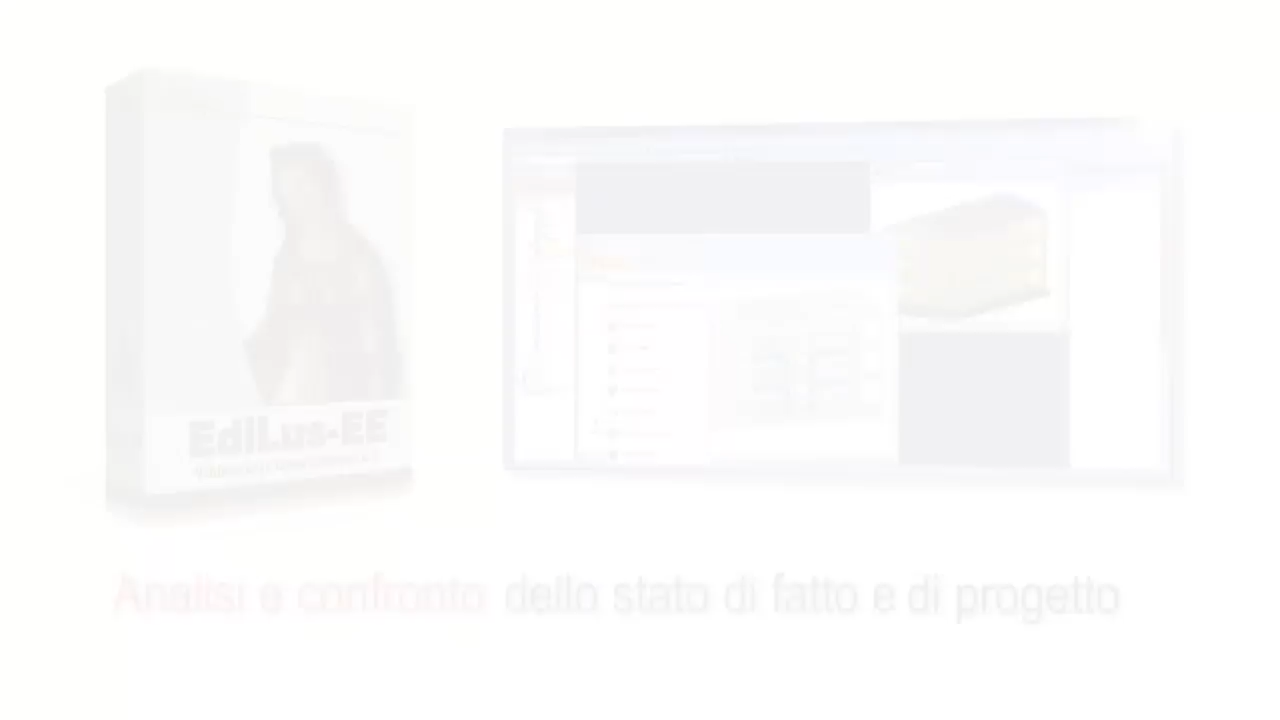 EdiLus-EE
Analisi e confronto dello stato di fatto e di progetto